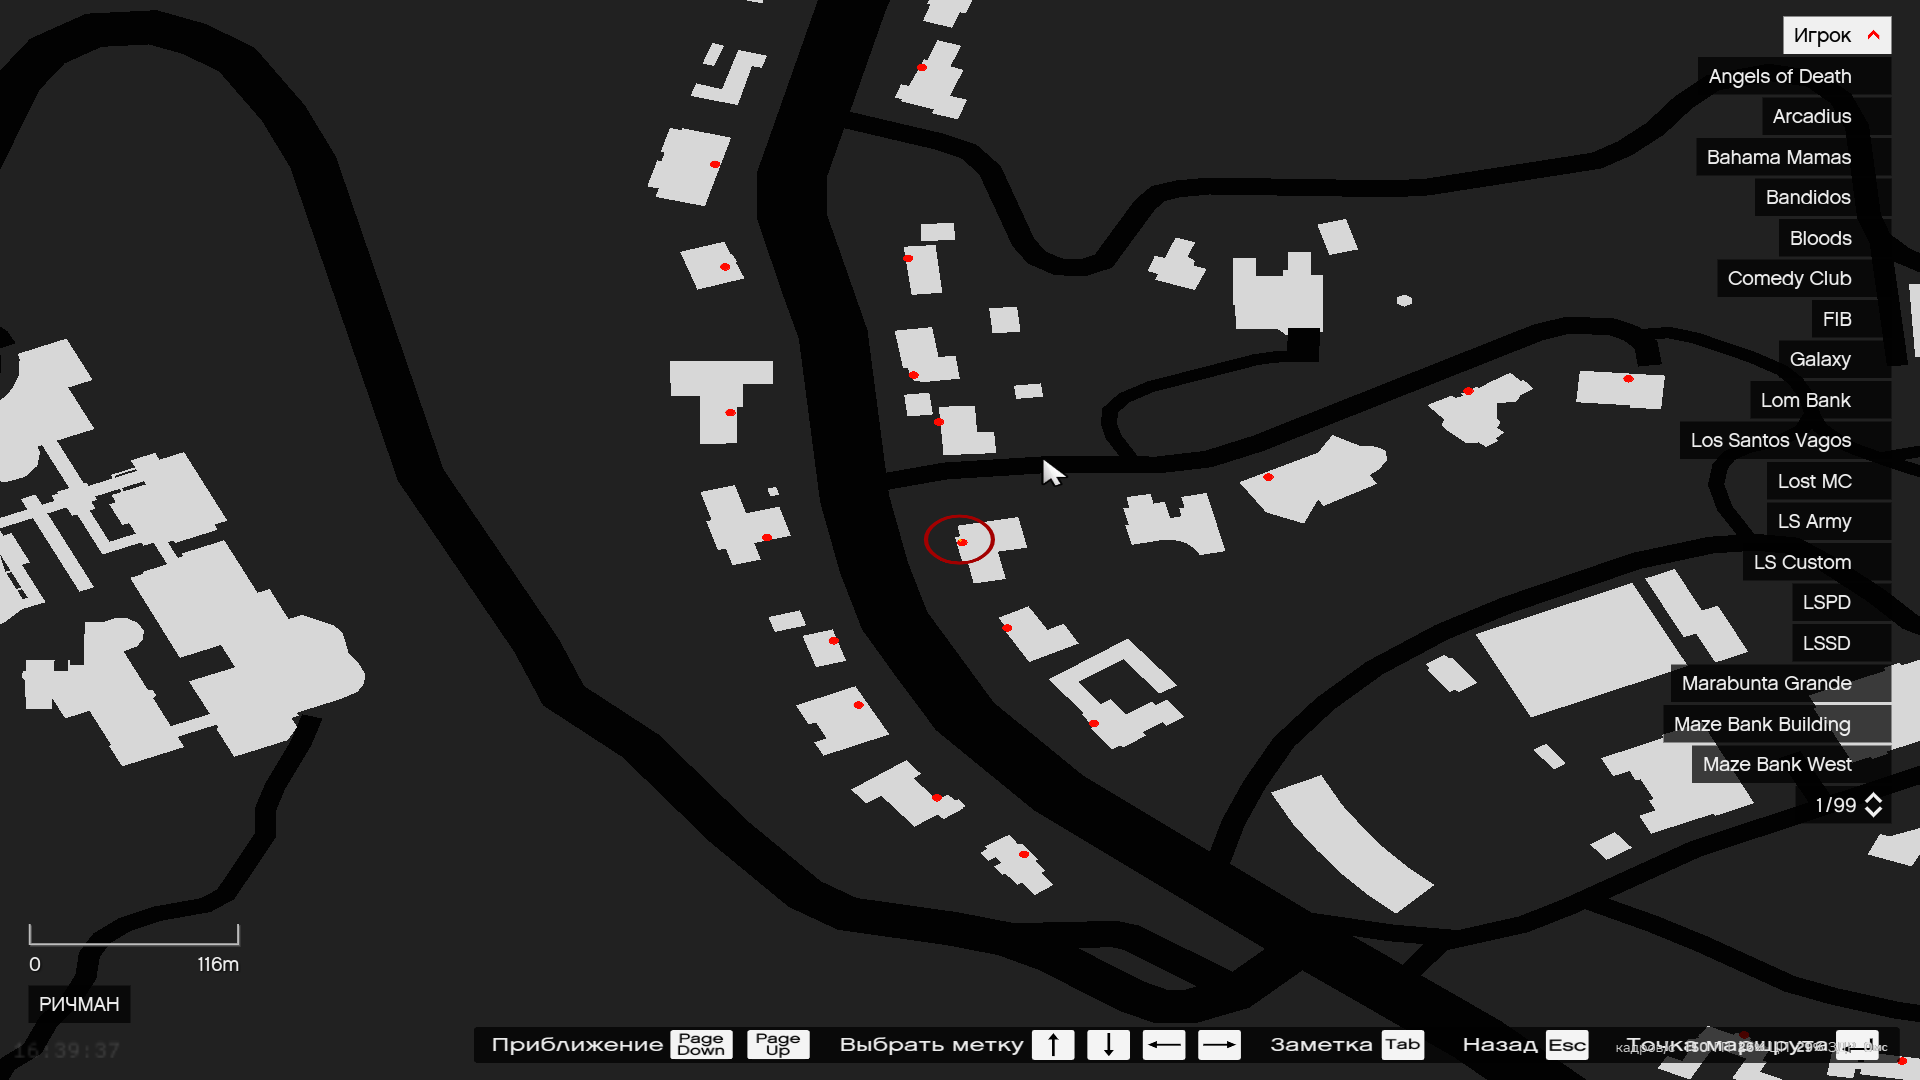 Игрок
Angels of Death
Arcadius
Bahama Mamas
Bandidos
Bloods
Comedy Club
FIB
Galaxy
Lom Bank
Los Santos Vagos
Lost MC
LS Army
LS Custom
LSPD
LSSD
Marabunta Grande
Maze Bank Building
Maze Bank West
1/99
0 116m
РИЧМАН
16:39:37
Приближение Page Down Page Up Выбрать метку ↑ ↓ ← → Заметка Tab Назад Esc Точка маршрута